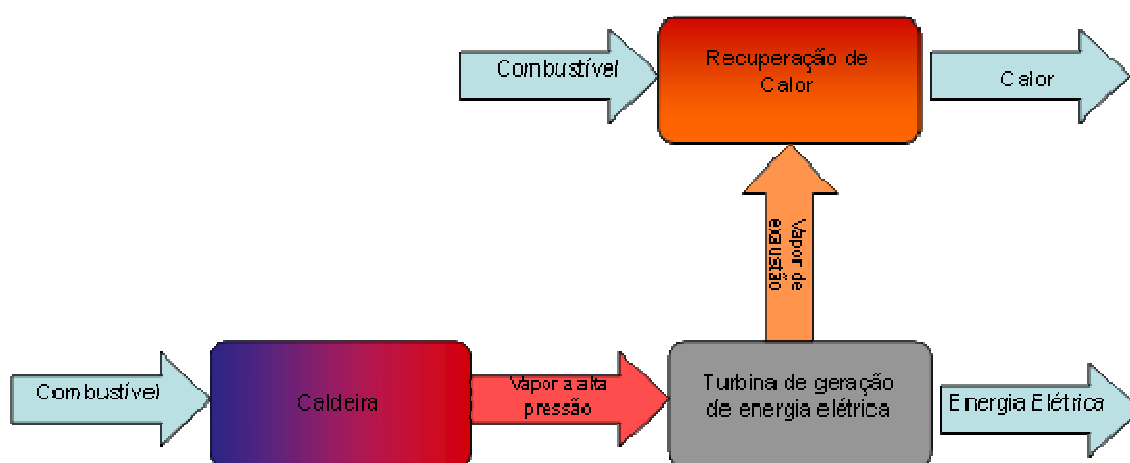 Combustível
Recuperação de
Calor
Calor
Vapor de
exaustão
Combustível
Caldeira
Vapor a alta
pressão
Turbina de geração
de energia elétrica
Energia Elétrica